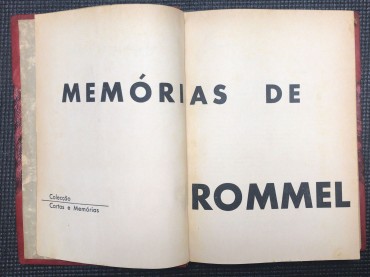 MEMÓRIAS DE
ROMMEL
Colecção
Cartas e Memórias